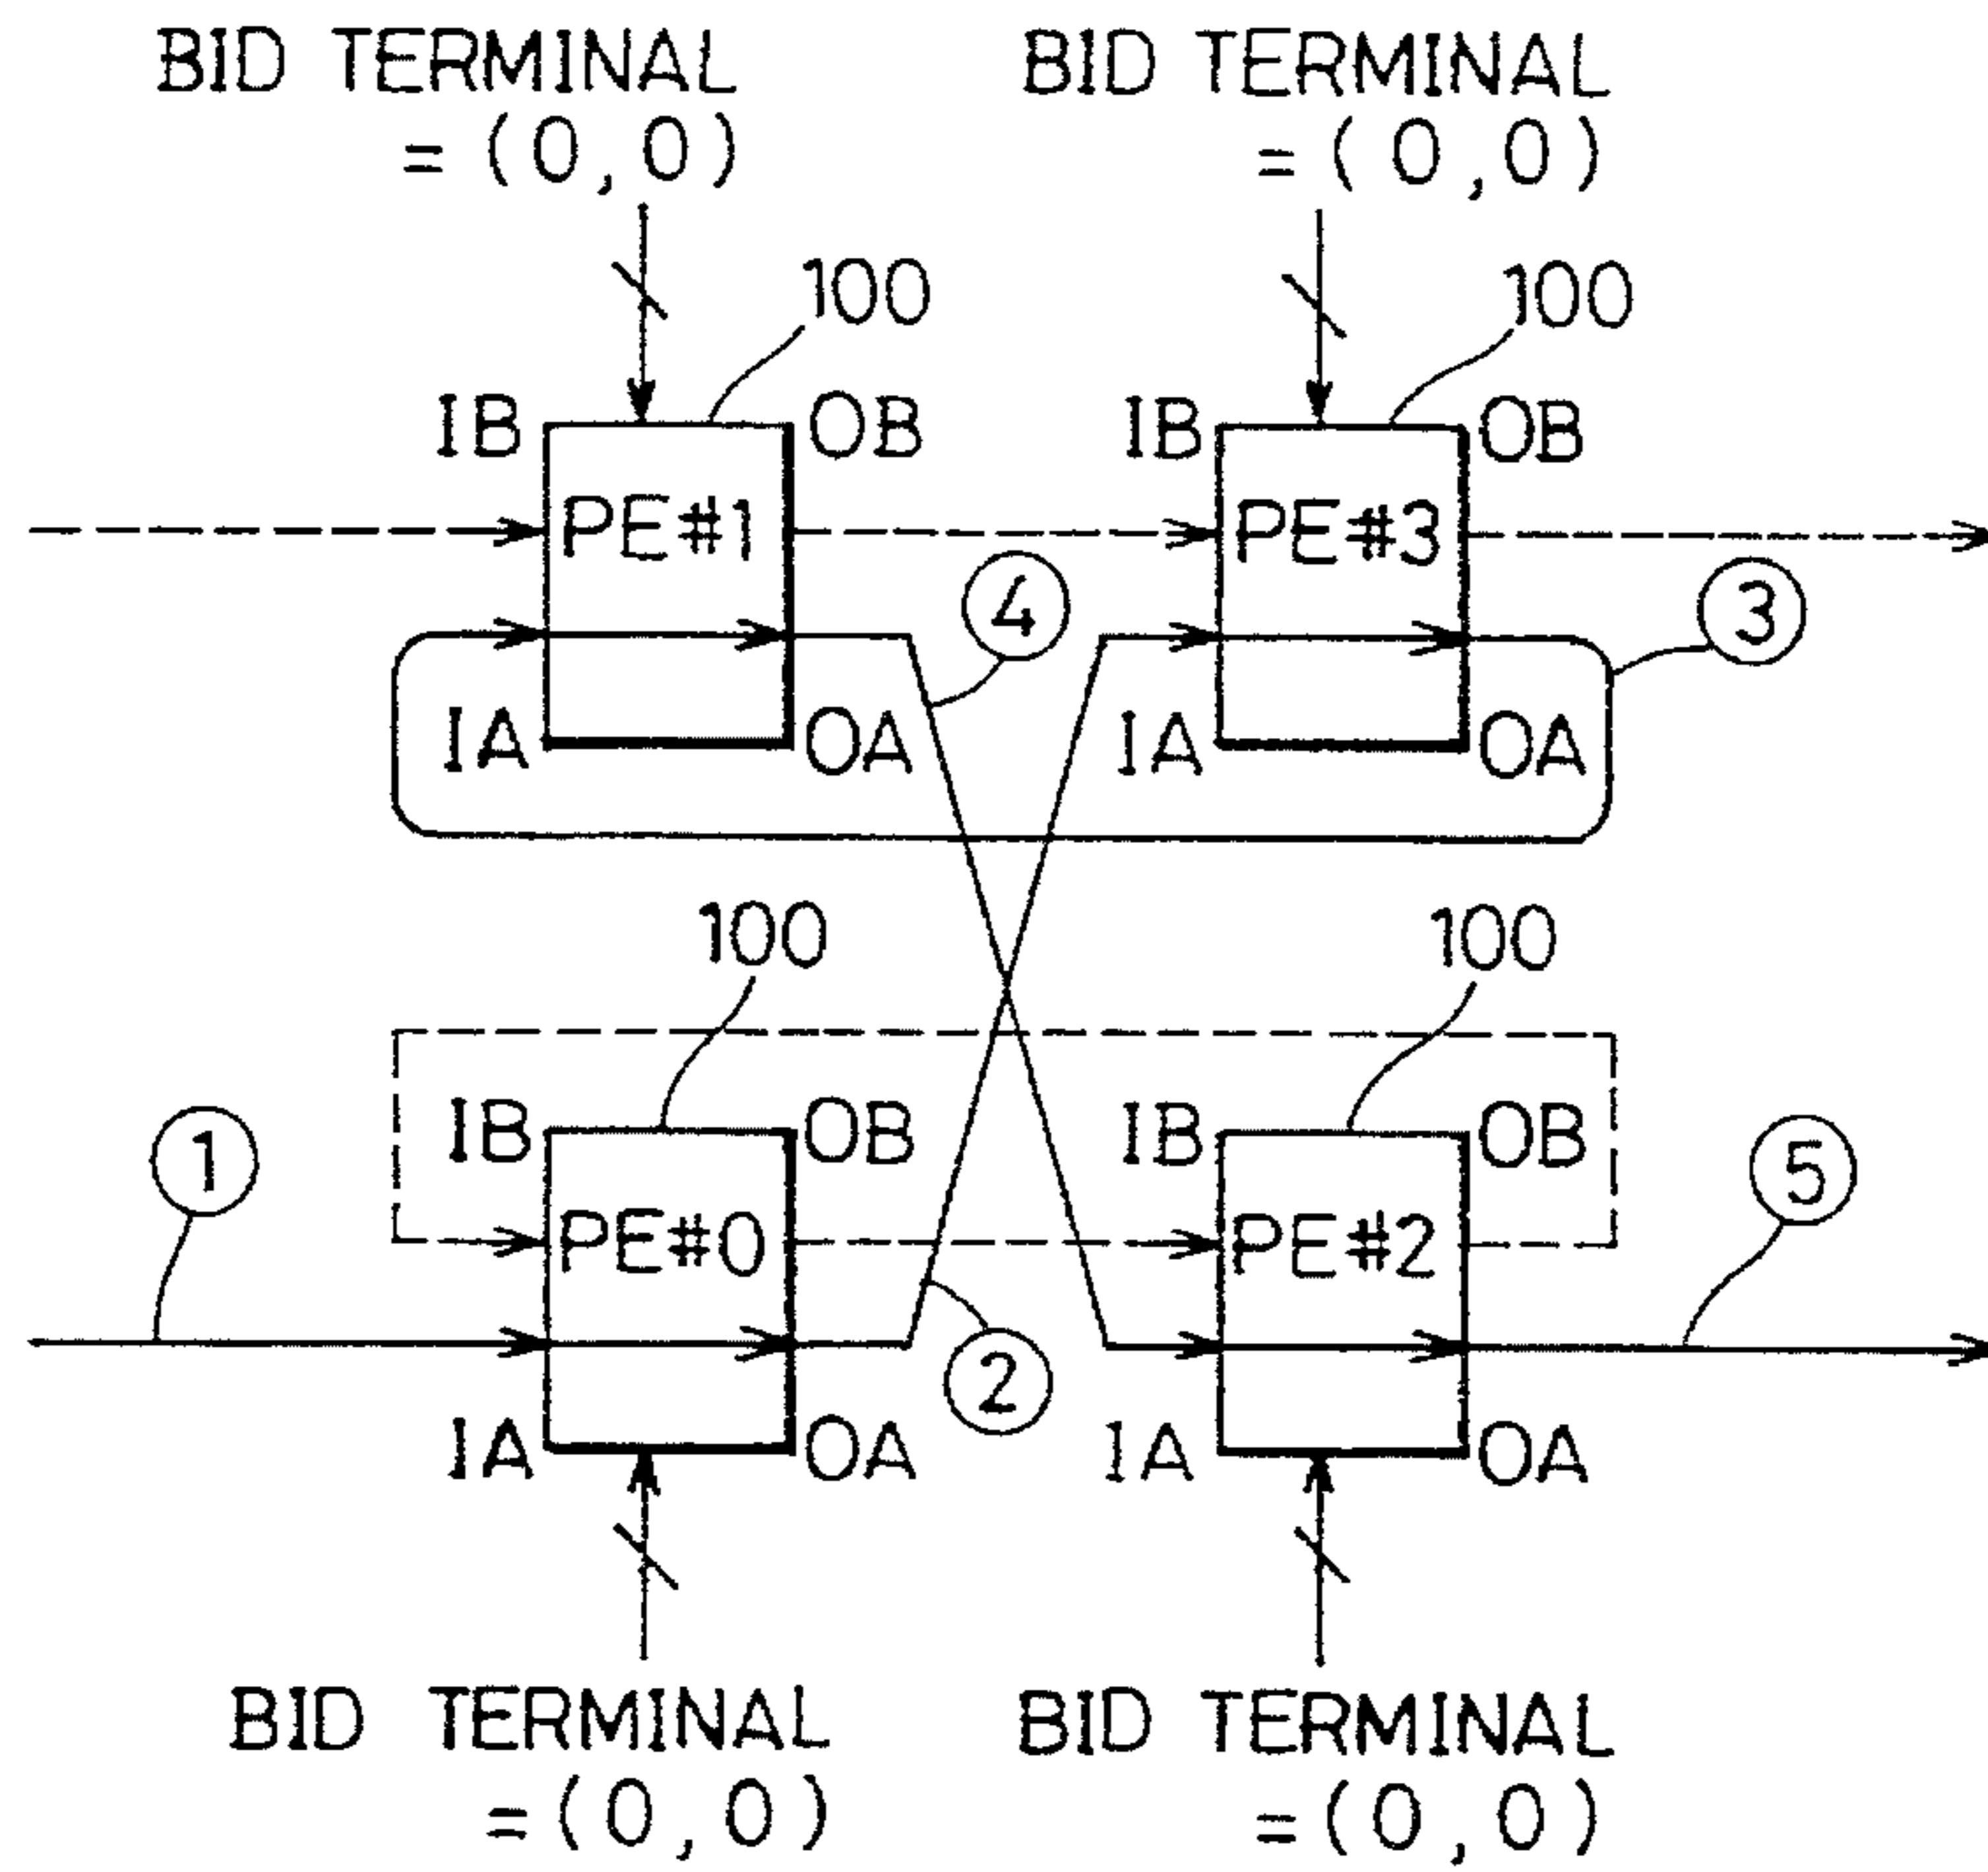 BID TERMINAL
= (0,0)
BID TERMINAL
= (0,0)
100
100
IB
OB
IB
OB
PE#1
PE#3
4
3
IA
OA
IA
OA
100
100
1
IB
OB
IB
OB
5
PE#0
PE#2
2
IA
OA
IA
OA
BID TERMINAL
= (0,0)
BID TERMINAL
= (0,0)